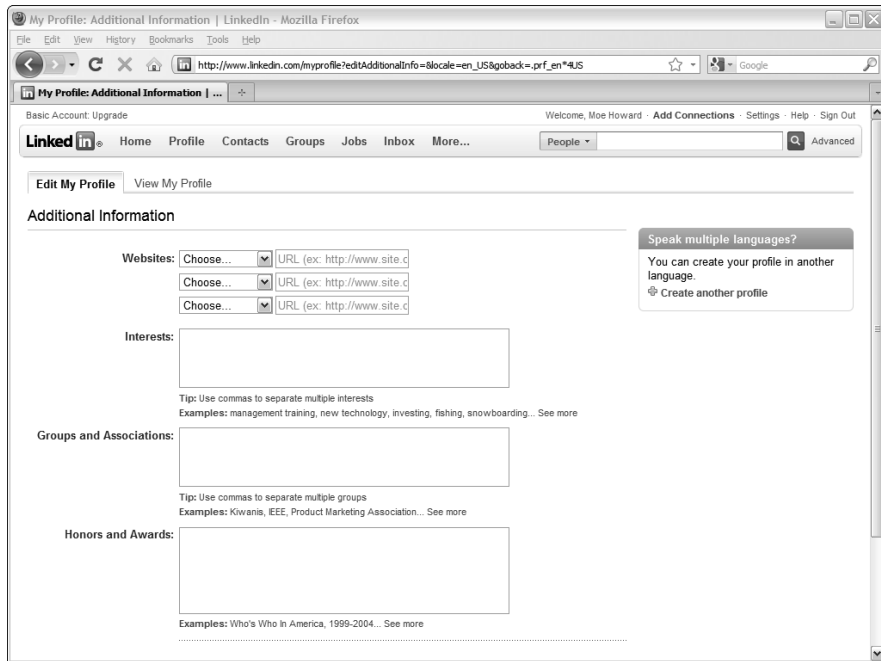 My Profile: Additional Information | LinkedIn - Mozilla Firefox
File Edit View History Bookmarks Tools Help
http://www.linkedin.com/myprofile?editAdditionalInfo=&locale=en_US&goback=.prf_en*4US
Google
My Profile: Additional Information | ...
Basic Account: Upgrade
Welcome, Moe Howard · Add Connections · Settings · Help · Sign Out
Linked in ® Home Profile Contacts Groups Jobs Inbox More... People Advanced
Edit My Profile View My Profile
Additional Information
Websites: Choose... URL (ex: http://www.site.c
Choose... URL (ex: http://www.site.c
Choose... URL (ex: http://www.site.c
Interests:
Tip: Use commas to separate multiple interests
Examples: management training, new technology, investing, fishing, snowboarding... See more
Groups and Associations:
Tip: Use commas to separate multiple groups
Examples: Kiwanis, IEEE, Product Marketing Association... See more
Honors and Awards:
Examples: Who's Who In America, 1999-2004... See more
Speak multiple languages?
You can create your profile in another
language.
Create another profile